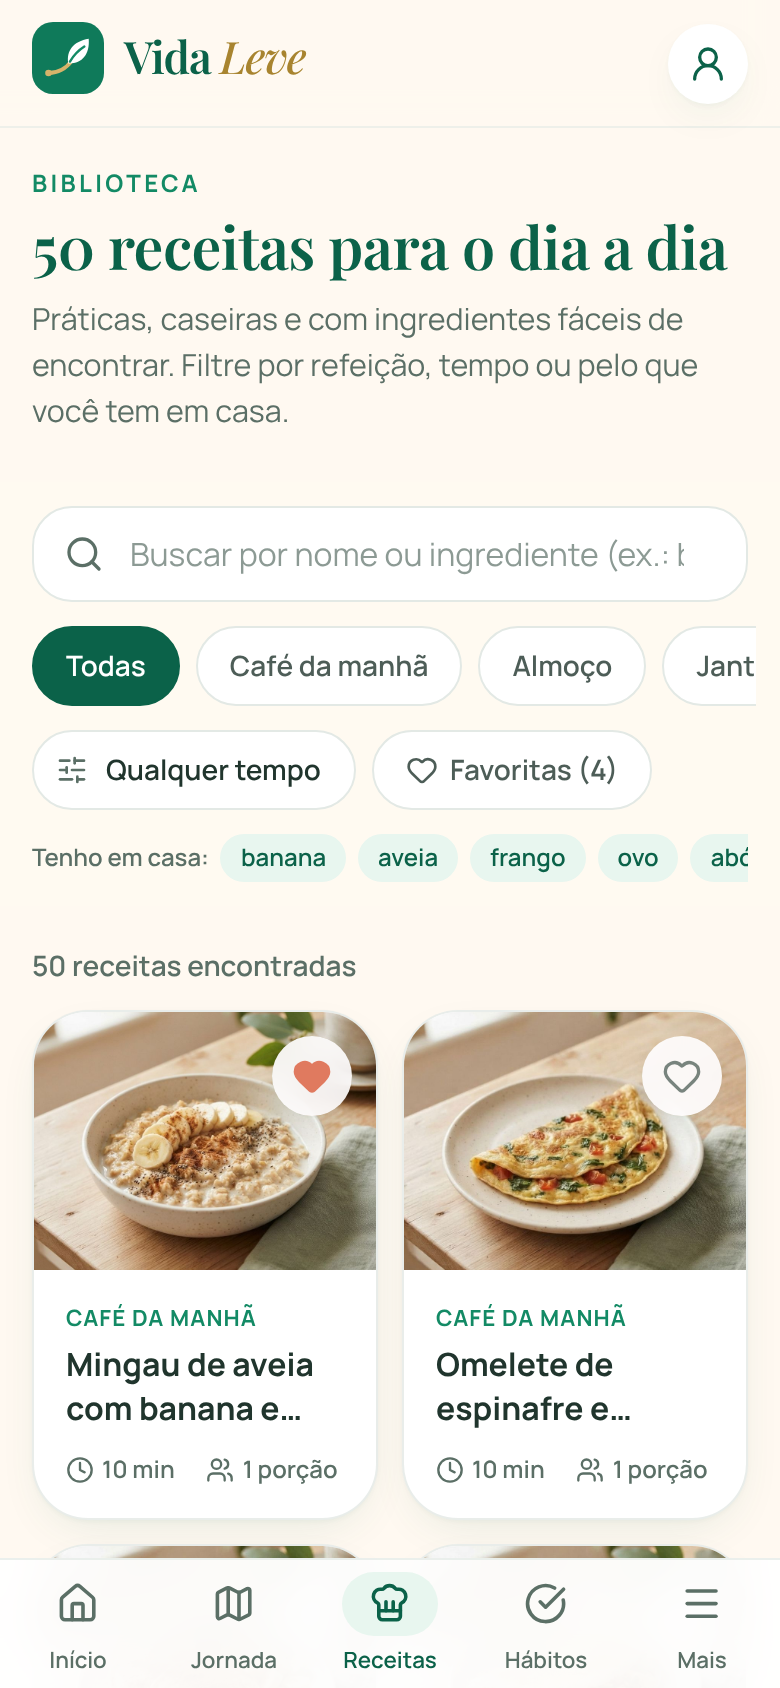 Vida Leve
BIBLIOTECA
50 receitas para o dia a dia
Práticas, caseiras e com ingredientes fáceis de
encontrar. Filtre por refeição, tempo ou pelo que
você tem em casa.
Buscar por nome ou ingrediente (ex.:
Todas
Café da manhã
Almoço
Jant
Qualquer tempo
Favoritas (4)
Tenho em casa:
banana
aveia
frango
ovo
abó
50 receitas encontradas
CAFÉ DA MANHÃ
Mingau de aveia
com banana e...
10 min
1 porção
CAFÉ DA MANHÃ
Omelete de
espinafre e...
10 min
1 porção
Início
Jornada
Receitas
Hábitos
Mais